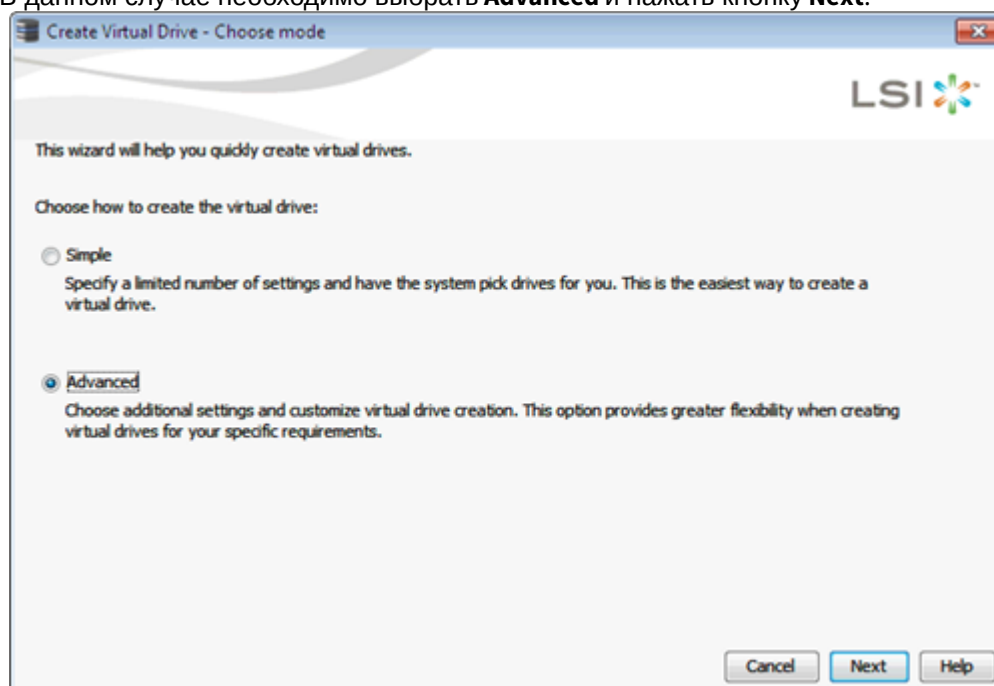 В данном случае необходимо выбрать Advanced и нажать кнопку Next.
Create Virtual Drive - Choose mode
LSI
This wizard will help you quickly create virtual drives.
Choose how to create the virtual drive:
Simple
Specify a limited number of settings and have the system pick drives for you. This is the easiest way to create a
virtual drive.
Advanced
Choose additional settings and customize virtual drive creation. This option provides greater flexibility when creating
virtual drives for your specific requirements.
Cancel Next Help